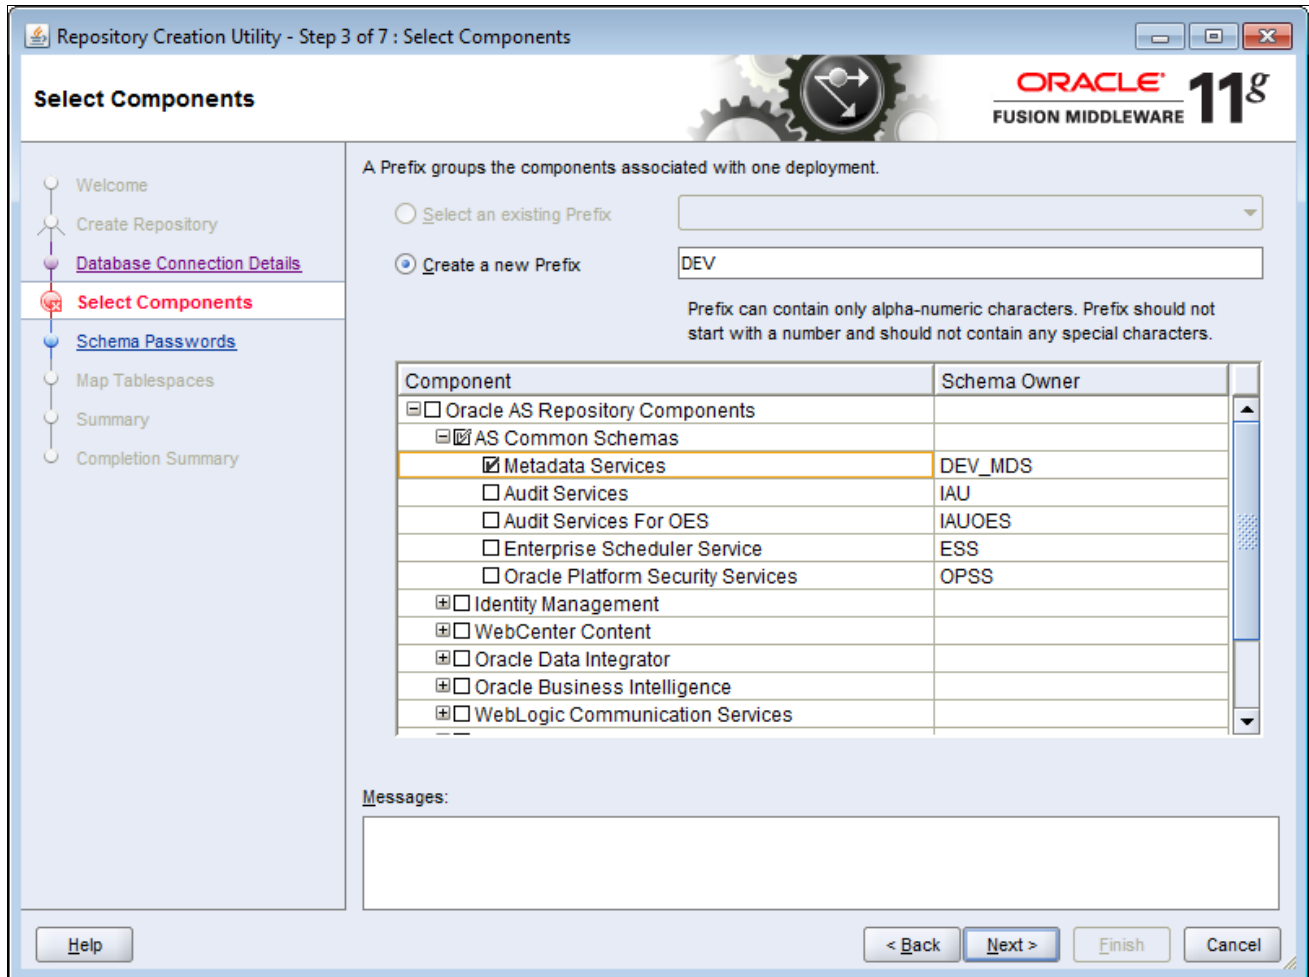 Repository Creation Utility - Step 3 of 7 : Select Components
Select Components
ORACLE
FUSION MIDDLEWARE
11g
Welcome
Create Repository
Database Connection Details
Select Components
Schema Passwords
Map Tablespaces
Summary
Completion Summary
A Prefix groups the components associated with one deployment.
Select an existing Prefix
Create a new Prefix DEV
Prefix can contain only alpha-numeric characters. Prefix should not
start with a number and should not contain any special characters.
Component Schema Owner
Oracle AS Repository Components
AS Common Schemas
Metadata Services DEV_MDS
Audit Services IAU
Audit Services For OES IAUOES
Enterprise Scheduler Service ESS
Oracle Platform Security Services OPSS
Identity Management
WebCenter Content
Oracle Data Integrator
Oracle Business Intelligence
WebLogic Communication Services
Messages:
Help < Back Next > Finish Cancel